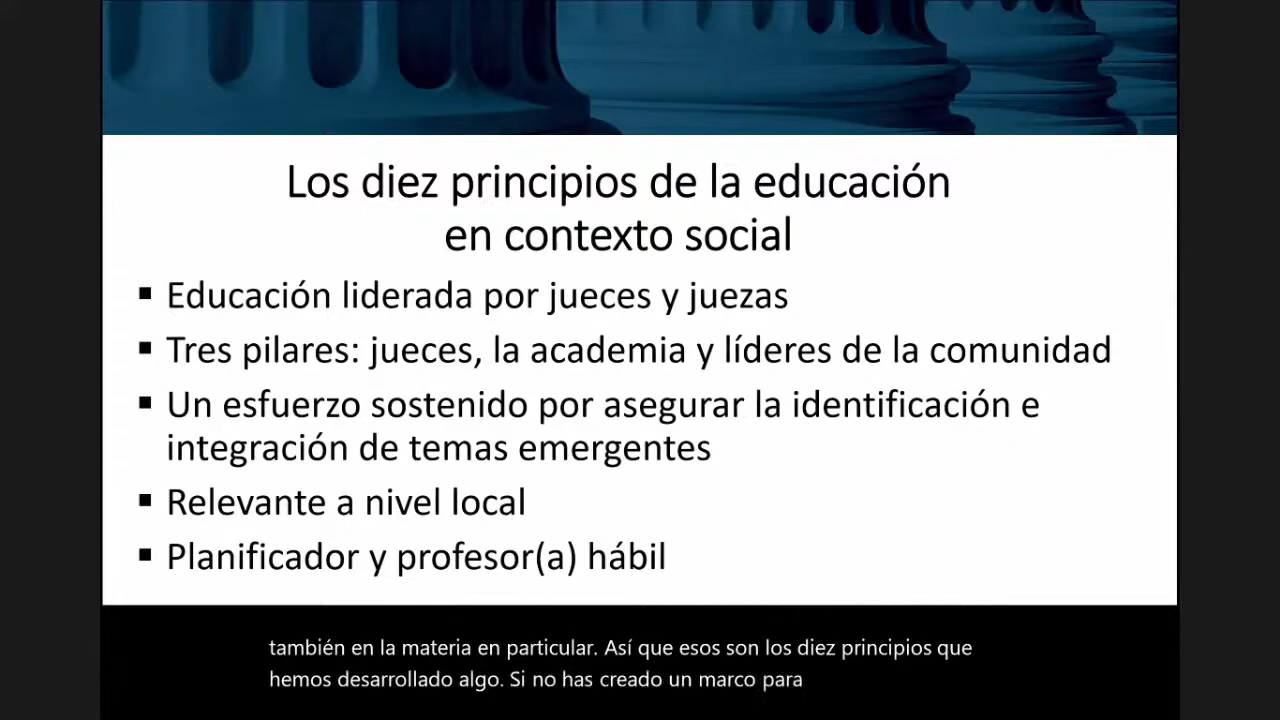 Los diez principios de la educación
en contexto social
▪ Educación liderada por jueces y juezas
▪ Tres pilares: jueces, la academia y líderes de la comunidad
▪ Un esfuerzo sostenido por asegurar la identificación e
integración de temas emergentes
▪ Relevante a nivel local
▪ Planificador y profesor(a) hábil
también en la materia en particular. Así que esos son los diez principios que
hemos desarrollado algo. Si no has creado un marco para